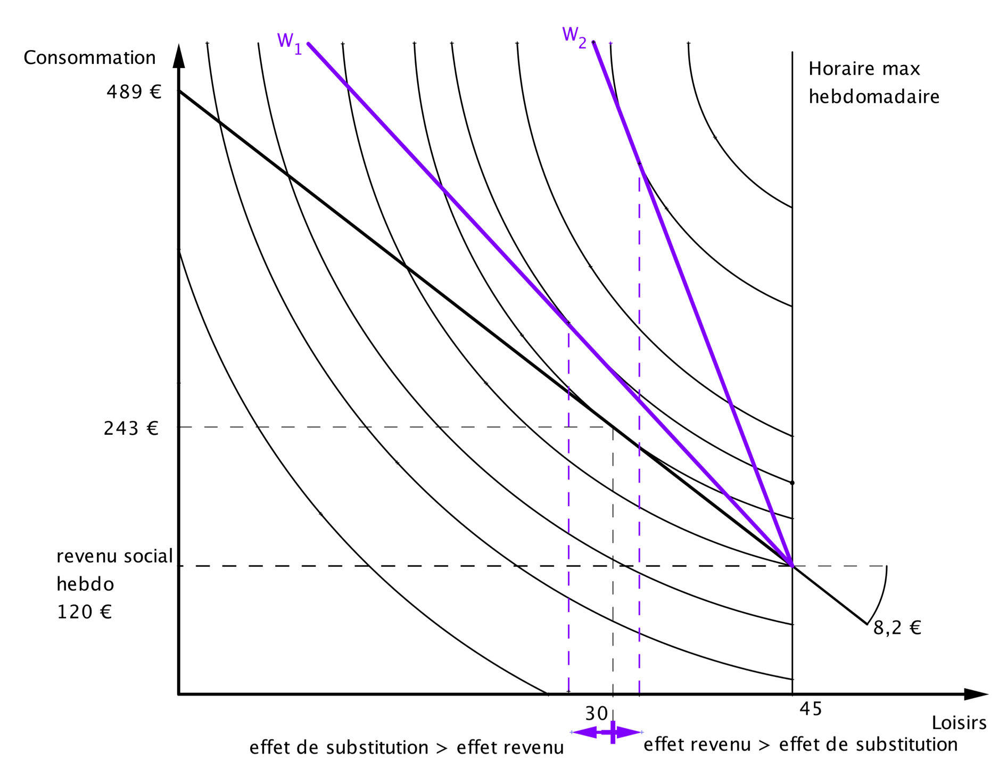 W1
W2
Consommation
489 €
Horaire max
hebdomadaire
243 €
revenu social
hebdo
120 €
8,2 €
30
45
Loisirs
effet de substitution > effet revenu
effet revenu > effet de substitution